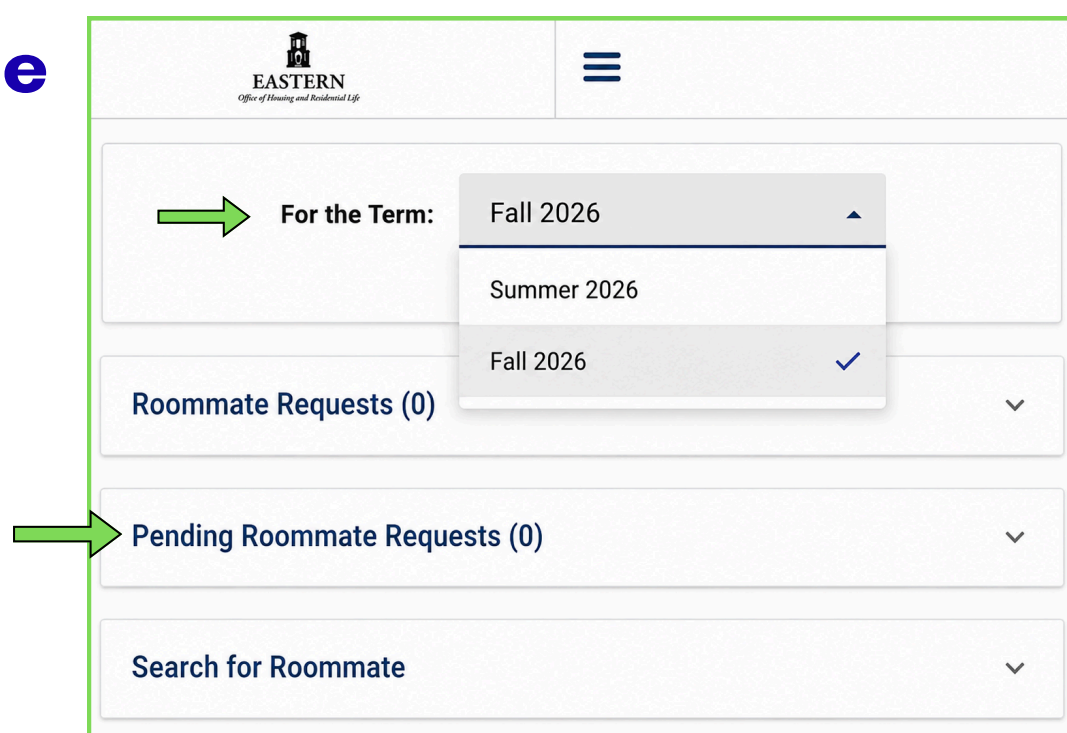 e
EASTERN
Office of Housing and Residential Life
For the Term:
Fall 2026
Summer 2026
Fall 2026
Roommate Requests (0)
Pending Roommate Requests (0)
Search for Roommate